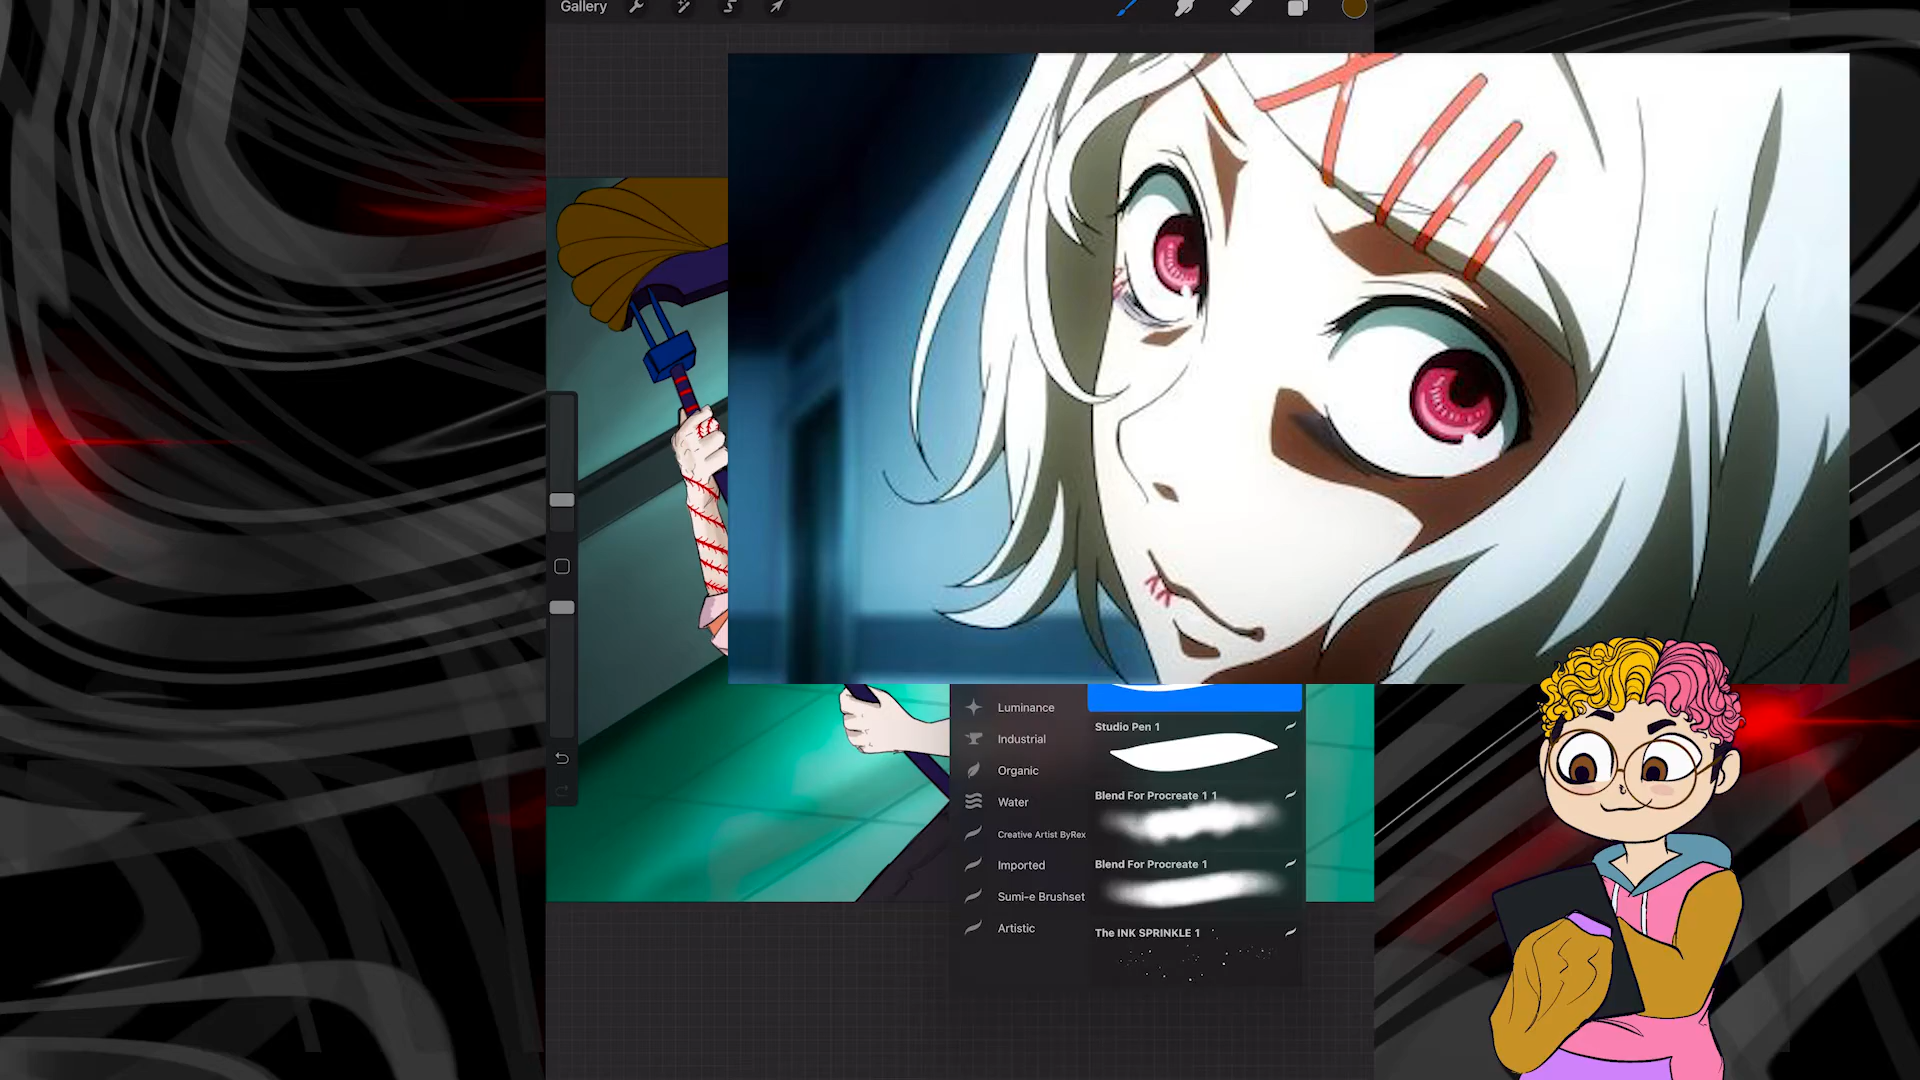 Gallery
Luminance
Industrial
Organic
Water
Creative Artist ByRex
Imported
Sumi-e Brushset
Artistic
Studio Pen 1
Blend For Procreate 1 1
Blend For Procreate 1
The INK SPRINKLE 1